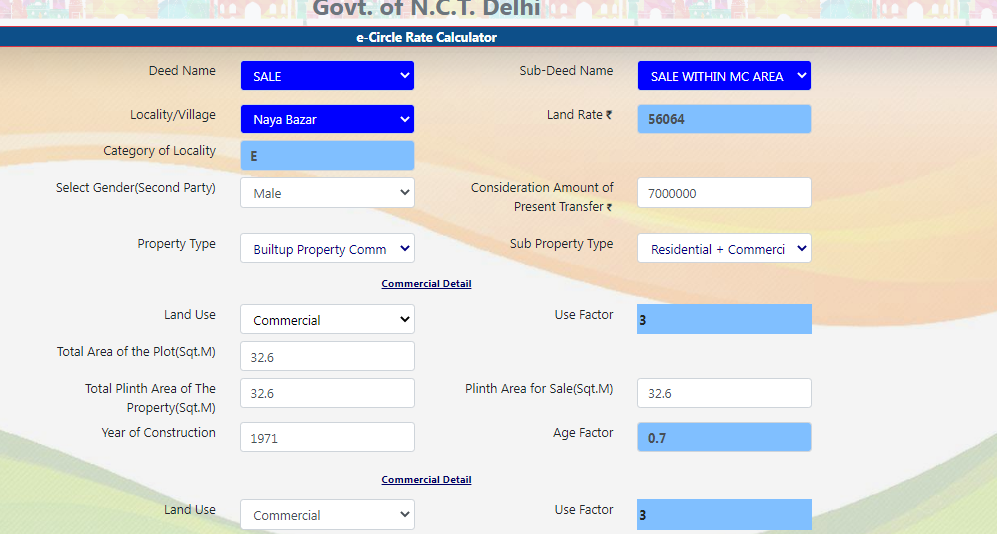 Govt. of N.C.T. Delhi
e-Circle Rate Calculator
Deed Name SALE Sub-Deed Name SALE WITHIN MC AREA
Locality/Village Naya Bazar Land Rate ₹ 56064
Category of Locality E
Select Gender(Second Party) Male Consideration Amount of Present Transfer ₹ 7000000
Property Type Builtup Property Comm Sub Property Type Residential + Commerci
Commercial Detail
Land Use Commercial Use Factor 3
Total Area of the Plot(Sqt.M) 32.6
Total Plinth Area of The Property(Sqt.M) 32.6 Plinth Area for Sale(Sqt.M) 32.6
Year of Construction 1971 Age Factor 0.7
Commercial Detail
Land Use Commercial Use Factor 3